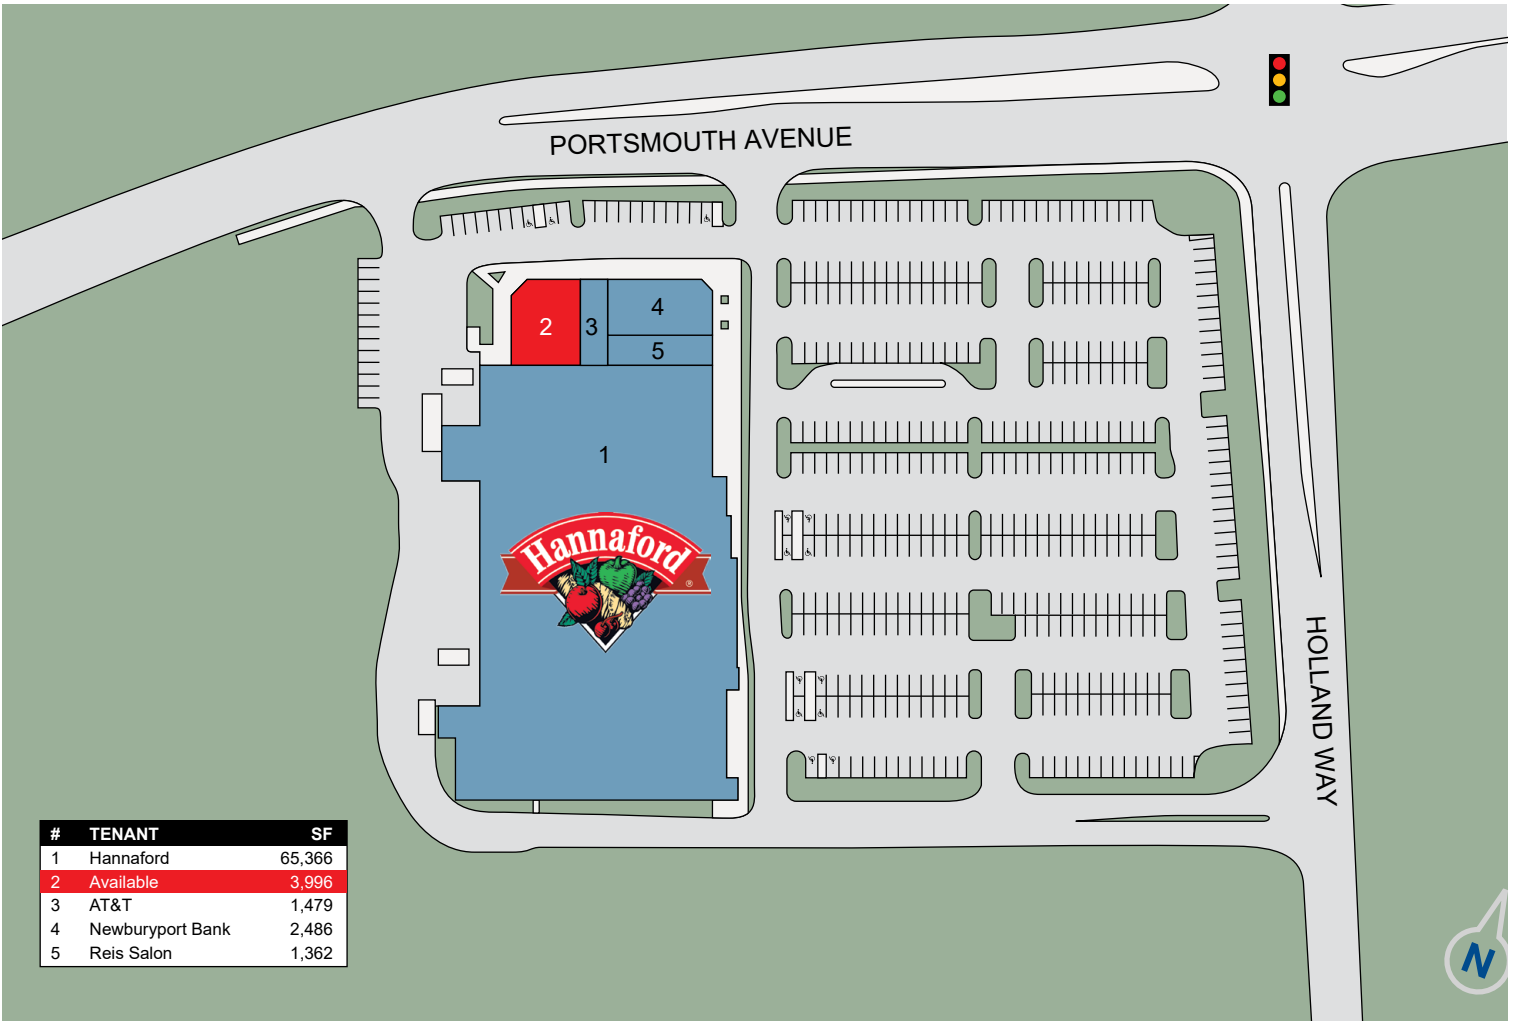 PORTSMOUTH AVENUE
2
3
4
5
1
Hannaford
®
HOLLAND WAY
# TENANT SF
1 Hannaford 65,366
2 Available 3,996
3 AT&T 1,479
4 Newburyport Bank 2,486
5 Reis Salon 1,362
N